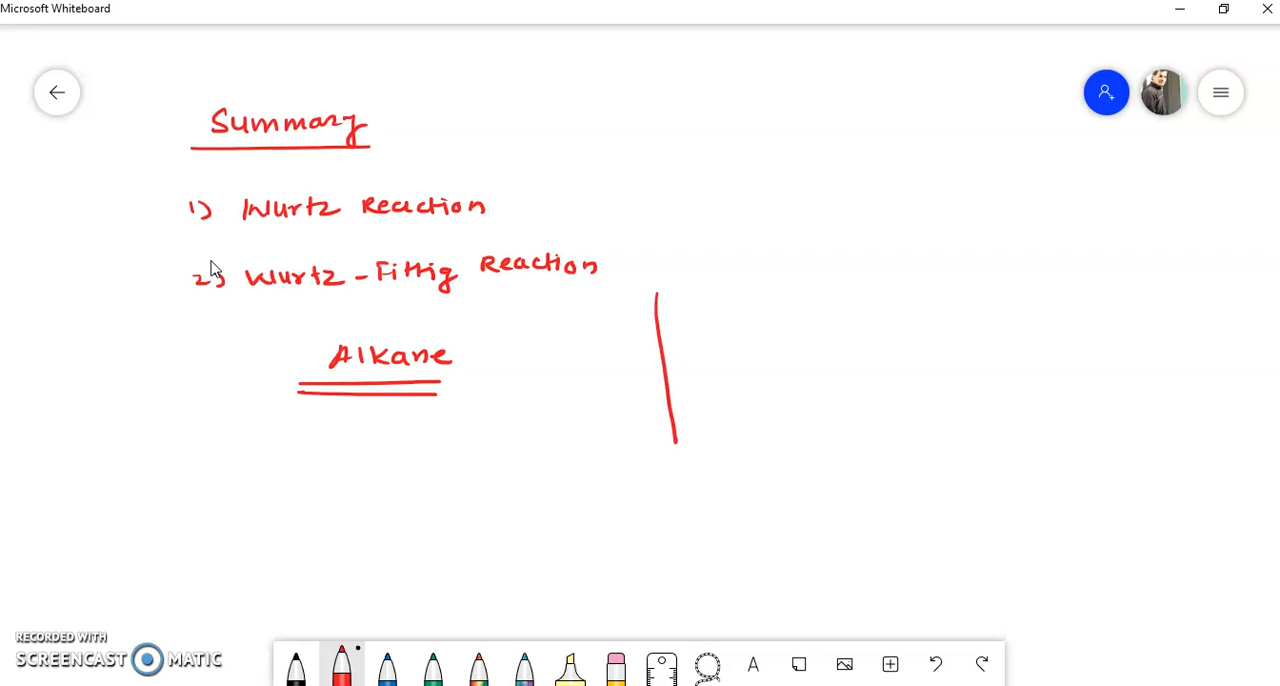 Microsoft Whiteboard
Summary
1) Wurtz Reaction
2) Wurtz - Fittig Reaction
Alkane
RECORDED WITH
SCREENCAST MATIC
A